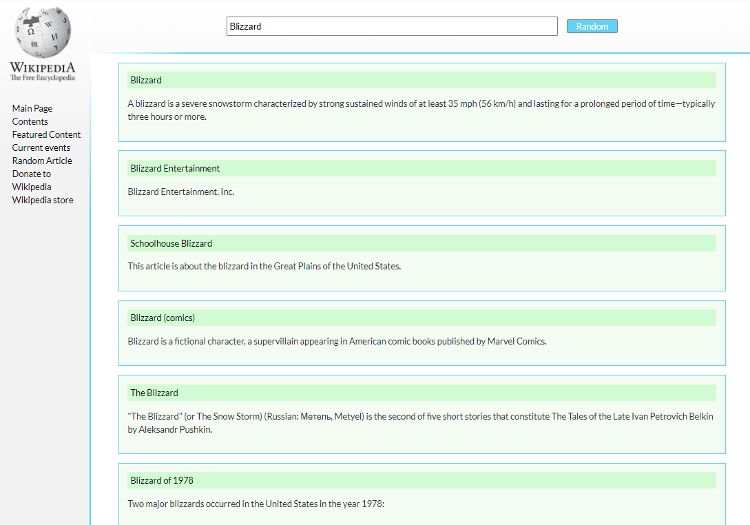 Blizzard
Random
WIKIPEDIA
The Free Encyclopedia
Main Page
Contents
Featured Content
Current events
Random Article
Donate to
Wikipedia
Wikipedia store
Blizzard
A blizzard is a severe snowstorm characterized by strong sustained winds of at least 35 mph (56 km/h) and lasting for a prolonged period of time—typically
three hours or more.
Blizzard Entertainment
Blizzard Entertainment, Inc.
Schoolhouse Blizzard
This article is about the blizzard in the Great Plains of the United States.
Blizzard (comics)
Blizzard is a fictional character, a supervillain appearing in American comic books published by Marvel Comics.
The Blizzard
"The Blizzard" (or The Snow Storm) (Russian: Метель, Metyel) is the second of five short stories that constitute The Tales of the Late Ivan Petrovich Belkin
by Aleksandr Pushkin.
Blizzard of 1978
Two major blizzards occurred in the United States in the year 1978: